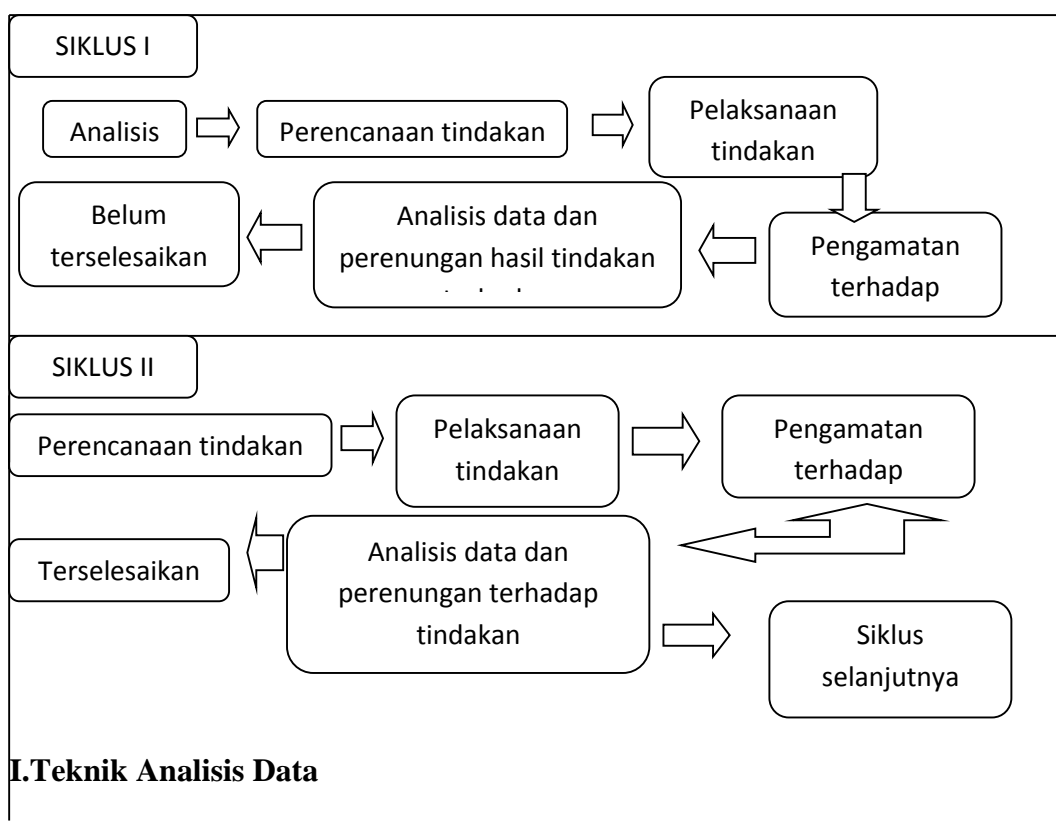 SIKLUS I
Analisis
Perencanaan tindakan
Pelaksanaan
tindakan
Pengamatan
terhadap
Analisis data dan
perenungan hasil tindakan
Belum
terselesaikan
SIKLUS II
Perencanaan tindakan
Pelaksanaan
tindakan
Pengamatan
terhadap
Analisis data dan
perenungan terhadap
tindakan
Terselesaikan
Siklus
selanjutnya
I.Teknik Analisis Data